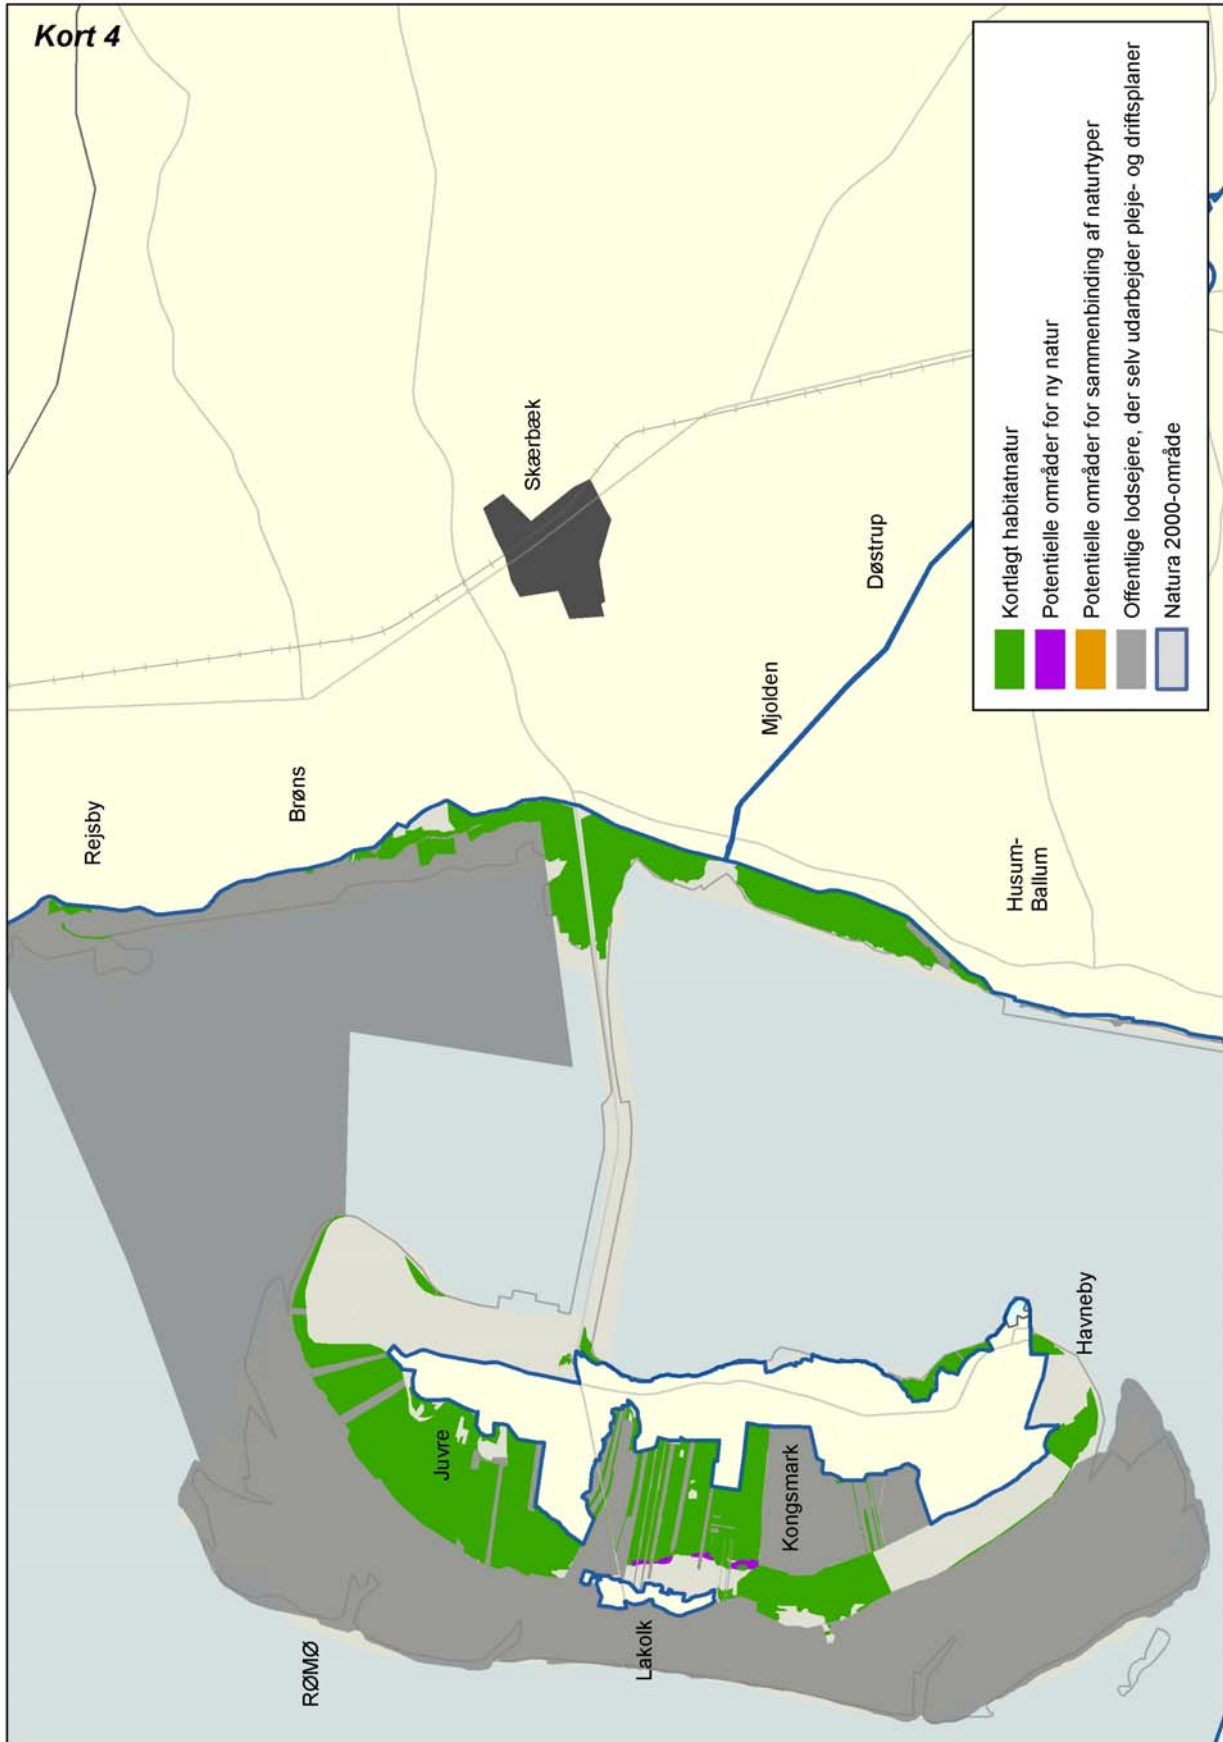 Kort 4
Rejsby
Brøns
Skærbæk
RØMØ
Juvre
Mjolden
Døstrup
Lakolk
Kongsmark
Husum-
Ballum
Havneby
Kortlagt habitatnatur
Potentielle områder for ny natur
Potentielle områder for sammenbinding af naturtyper
Offentlige lodsejere, der selv udarbejder pleje- og driftsplaner
Natura 2000-område